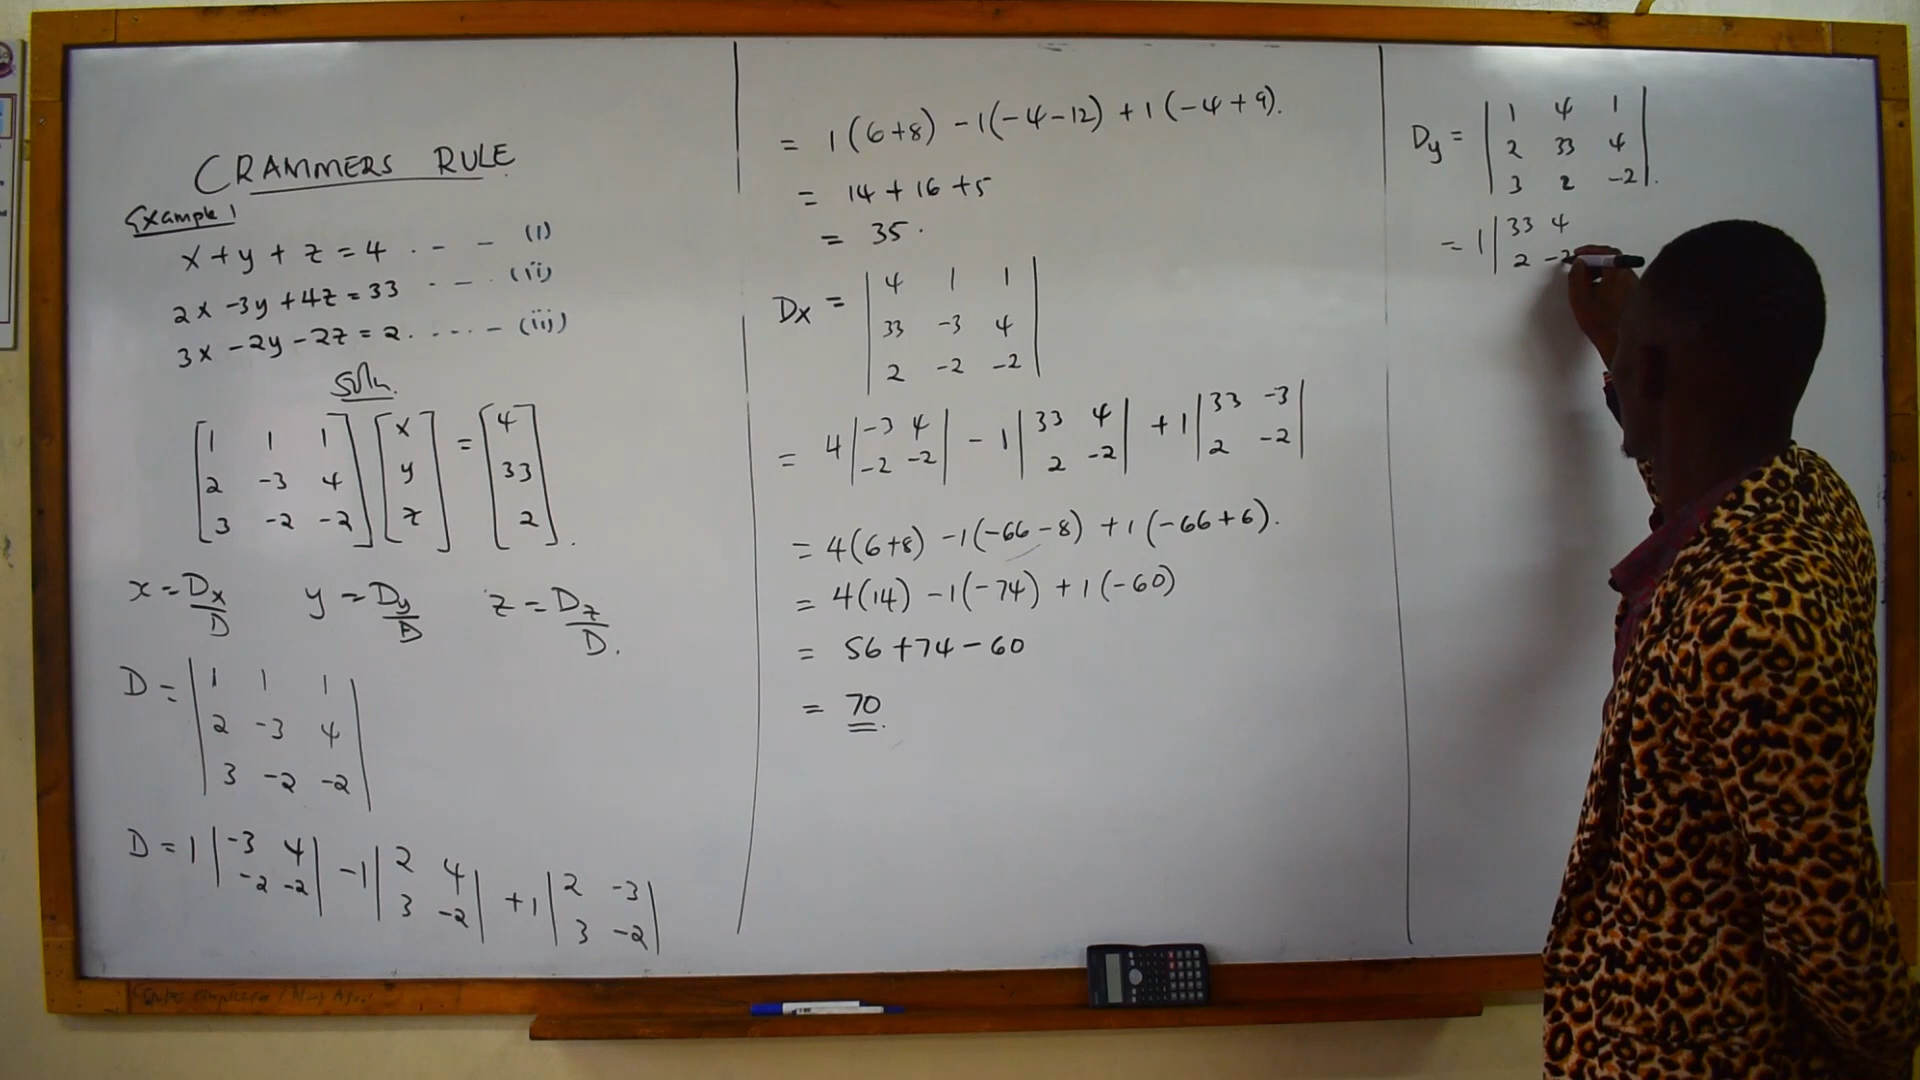 CRAMMERS RULE
Example 1
x + y + z = 4 . - - (i)
2x - 3y + 4z = 33 . - . (ii)
3x - 2y - 2z = 2 . . . . - (iii)
Soln.
[1 1 1] [x] = [4]
[2 -3 4] [y] [33]
[3 -2 -2] [z] [2].
x = Dx/D y = Dy/D z = Dz/D.
D = | 1 1 1 |
| 2 -3 4 |
| 3 -2 -2 |
D = 1 | -3 4 | -1 | 2 4 | +1 | 2 -3 |
| -2 -2 | | 3 -2 | | 3 -2 |
= 1(6+8) -1(-4-12) +1(-4+9).
= 14 + 16 + 5
= 35.
Dx = | 4 1 1 |
| 33 -3 4 |
| 2 -2 -2 |
= 4 | -3 4 | - 1 | 33 4 | + 1 | 33 -3 |
| -2 -2 | | 2 -2 | | 2 -2 |
= 4(6+8) -1(-66-8) +1(-66+6).
= 4(14) -1(-74) +1(-60)
= 56 + 74 - 60
= 70.
Dy = | 1 4 1 |
| 2 33 4 |
| 3 2 -2 |.
= 1 | 33 4
| 2 -2